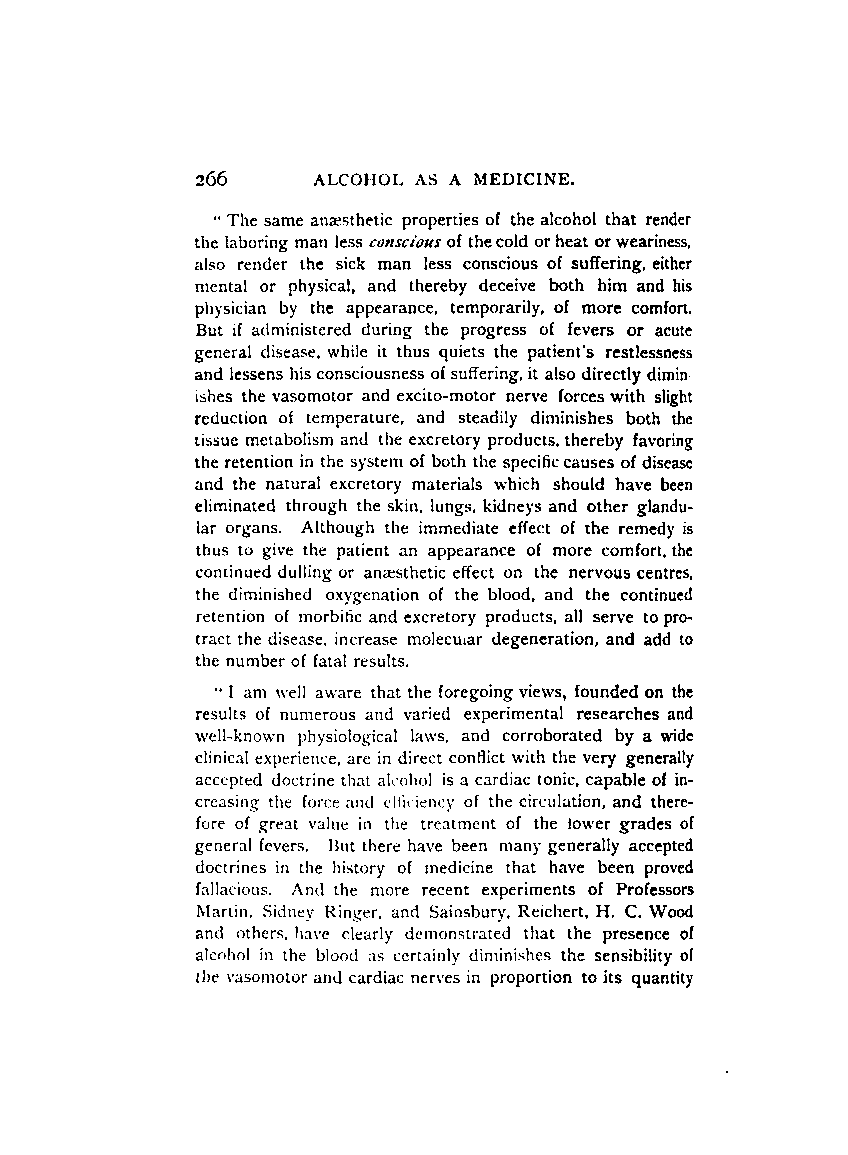 266 ALCOHOL AS A MEDICINE.
" The same anæsthetic properties of the alcohol that render
the laboring man less conscious of the cold or heat or weariness,
also render the sick man less conscious of suffering, either
mental or physical, and thereby deceive both him and his
physician by the appearance, temporarily, of more comfort.
But if administered during the progress of fevers or acute
general disease, while it thus quiets the patient's restlessness
and lessens his consciousness of suffering, it also directly dimin-
ishes the vasomotor and excito-motor nerve forces with slight
reduction of temperature, and steadily diminishes both the
tissue metabolism and the excretory products, thereby favoring
the retention in the system of both the specific causes of disease
and the natural excretory materials which should have been
eliminated through the skin, lungs, kidneys and other glandu-
lar organs. Although the immediate effect of the remedy is
thus to give the patient an appearance of more comfort, the
continued dulling or anæsthetic effect on the nervous centres,
the diminished oxygenation of the blood, and the continued
retention of morbific and excretory products, all serve to pro-
tract the disease, increase molecular degeneration, and add to
the number of fatal results.
" I am well aware that the foregoing views, founded on the
results of numerous and varied experimental researches and
well-known physiological laws, and corroborated by a wide
clinical experience, are in direct conflict with the very generally
accepted doctrine that alcohol is a cardiac tonic, capable of in-
creasing the force and efficiency of the circulation, and there-
fore of great value in the treatment of the lower grades of
general fevers. But there have been many generally accepted
doctrines in the history of medicine that have been proved
fallacious. And the more recent experiments of Professors
Martin, Sidney Ringer, and Sainsbury, Reichert, H. C. Wood
and others, have clearly demonstrated that the presence of
alcohol in the blood as certainly diminishes the sensibility of
the vasomotor and cardiac nerves in proportion to its quantity